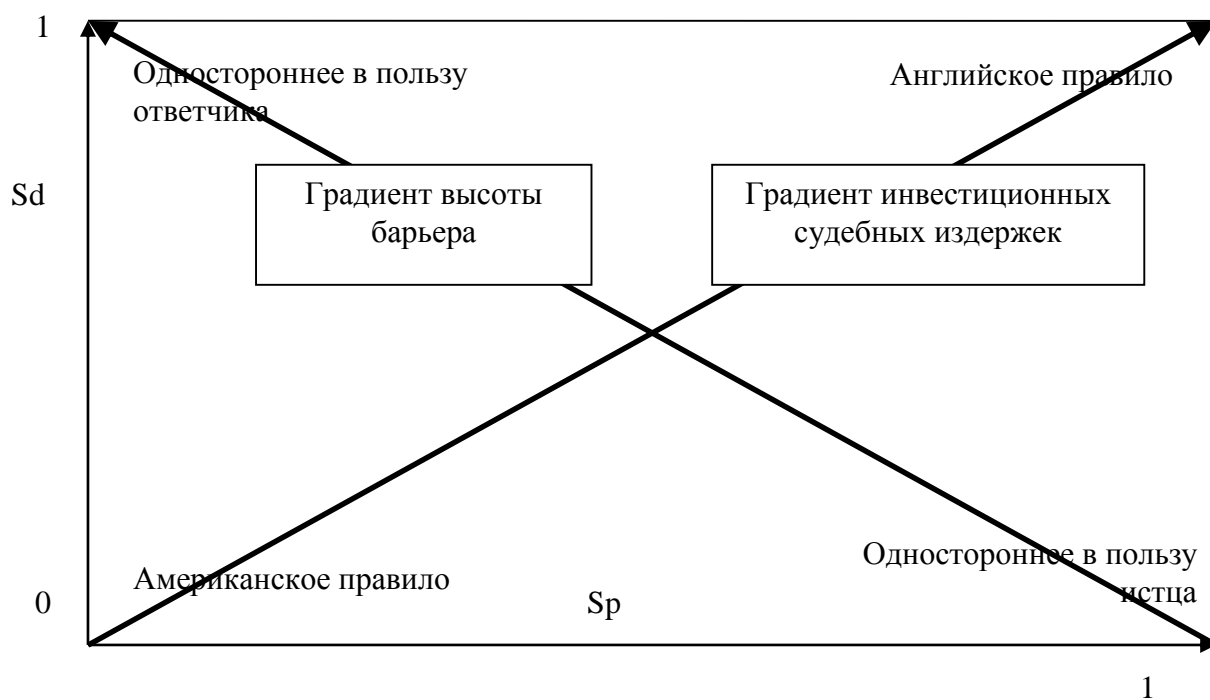 1
Одностороннее в пользу
ответчика
Английское правило
Sd
Градиент высоты
барьера
Градиент инвестиционных
судебных издержек
Одностороннее в пользу
истца
Американское правило
0
Sp
1